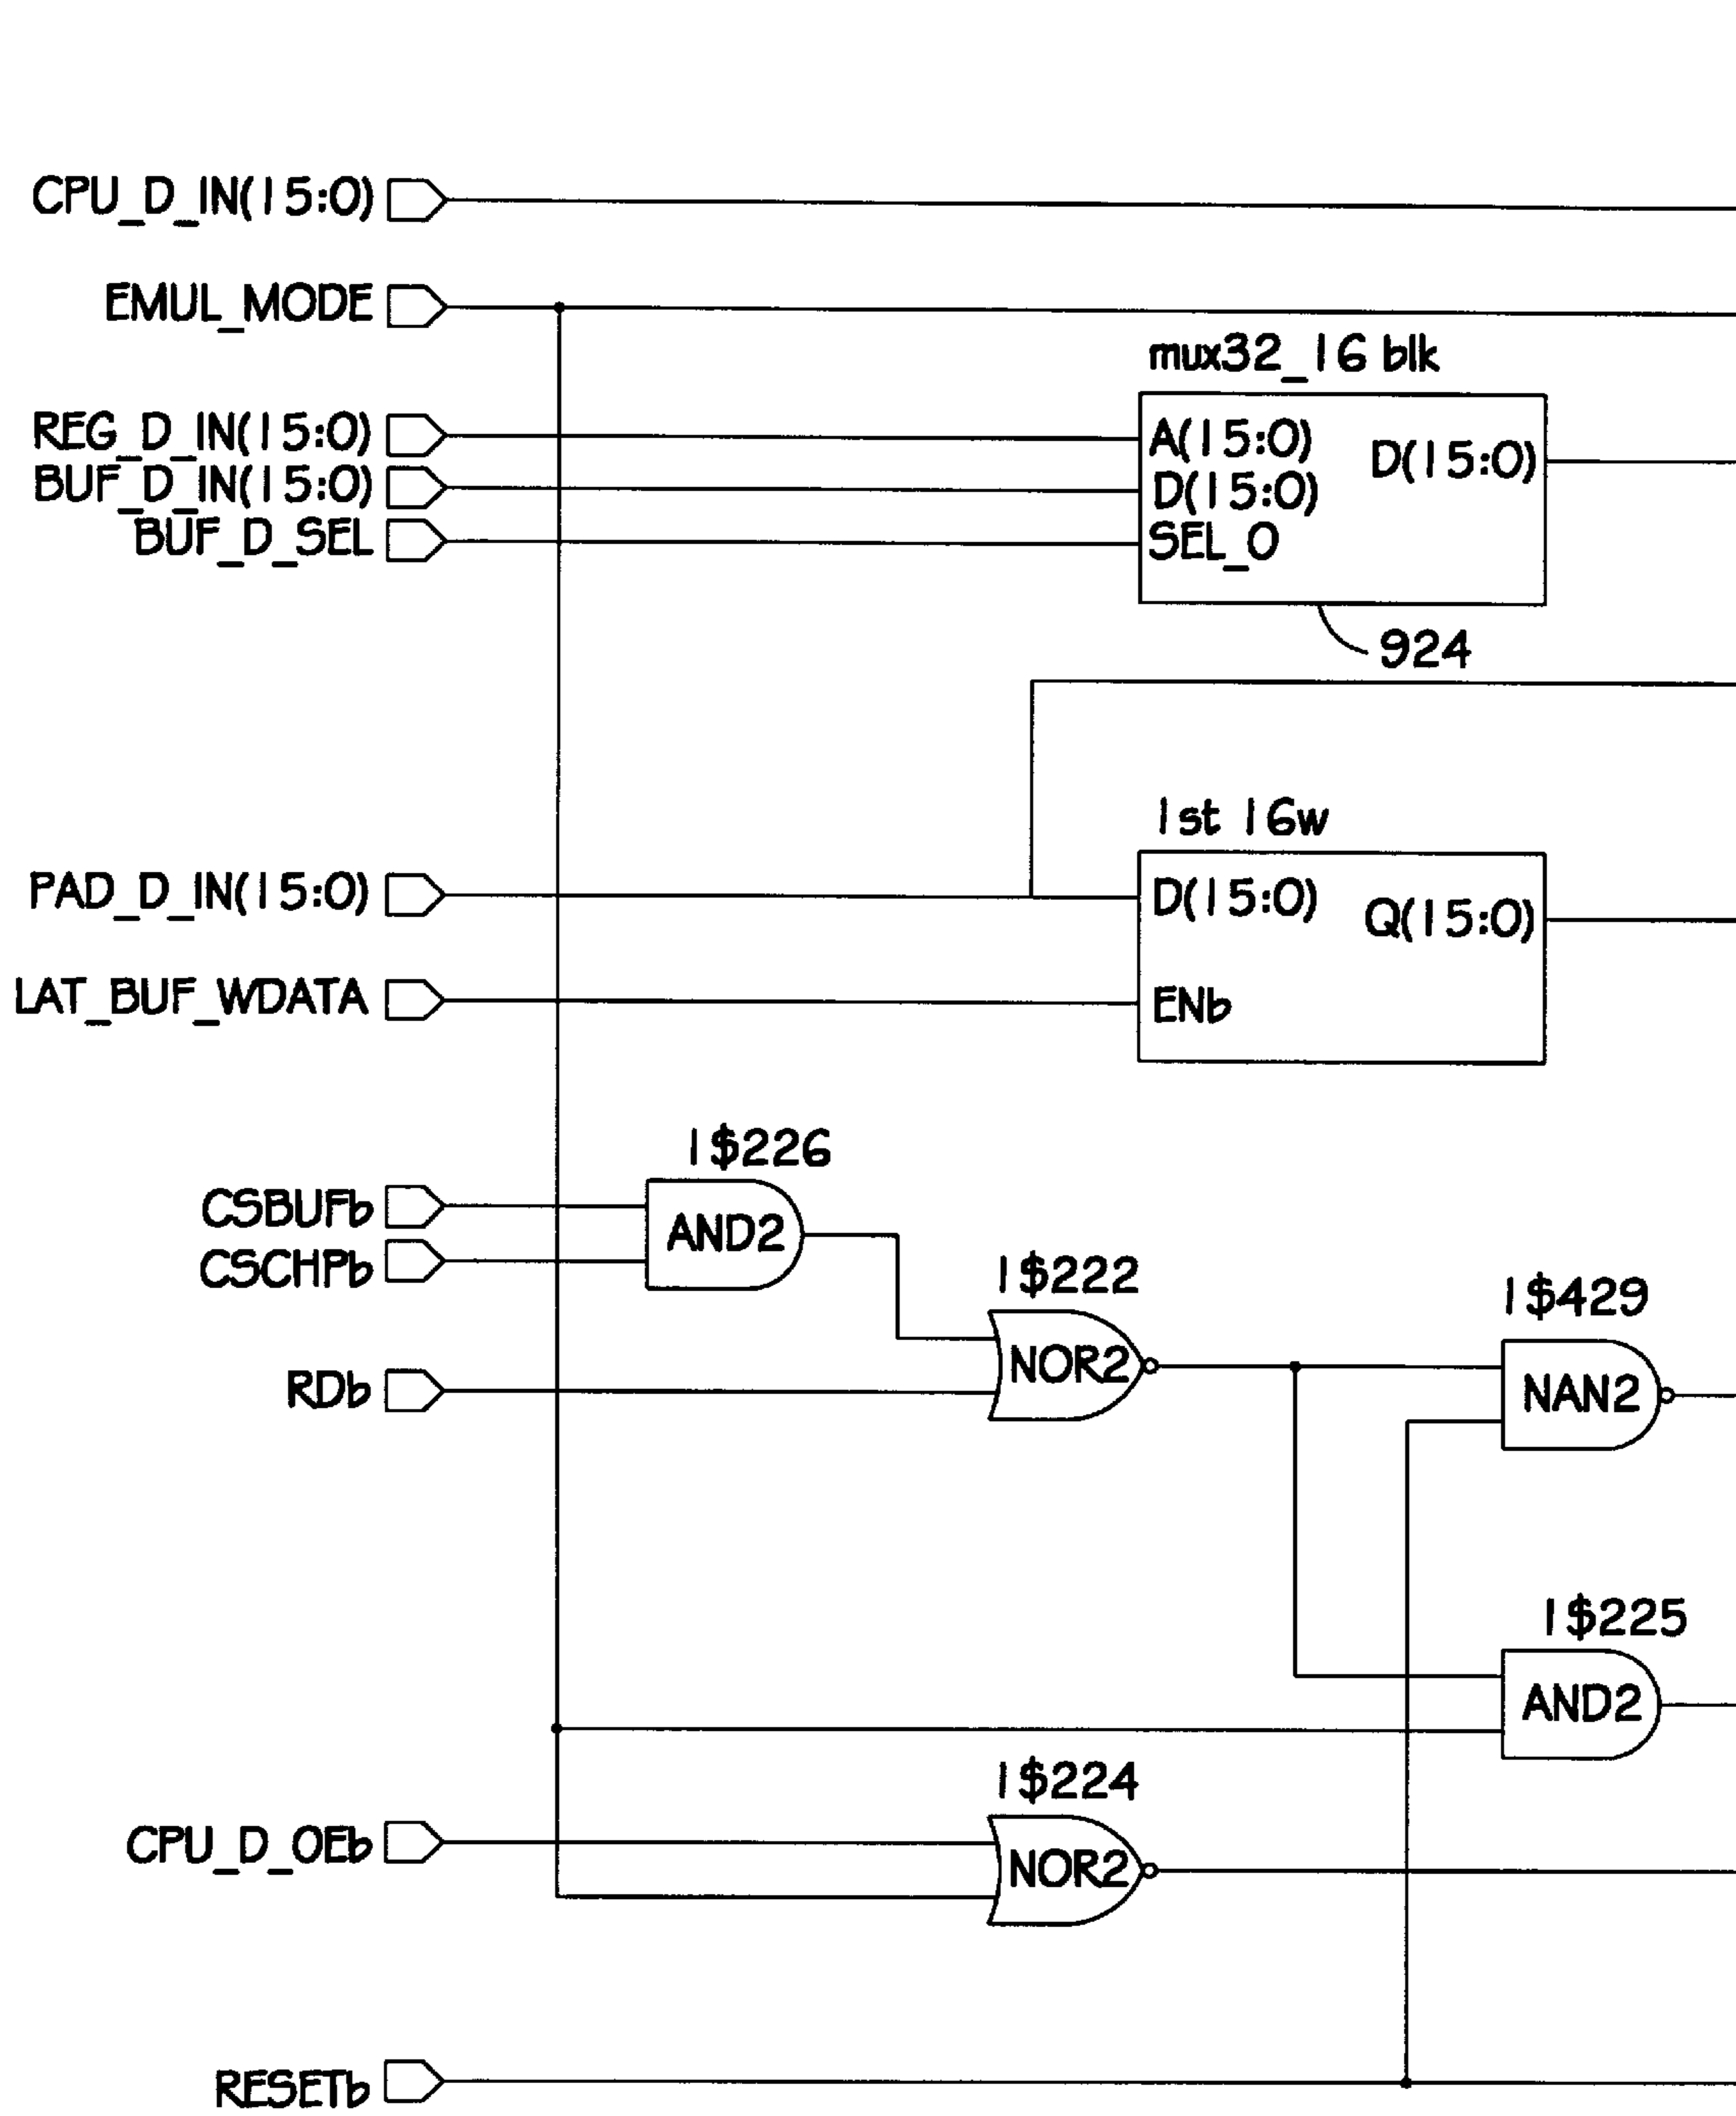 CPU_D_IN(15:0)
EMUL_MODE
mux32_16 blk
REG_D_IN(15:0)
BUF_D_IN(15:0)
BUF_D_SEL
A(15:0)
D(15:0)
SEL_0
D(15:0)
924
1st 16w
PAD_D_IN(15:0)
LAT_BUF_WDATA
D(15:0)
Q(15:0)
ENb
1$226
CSBUFb
CSCHPb
AND2
1$222
NOR2
RDb
1$429
NAN2
1$225
AND2
1$224
CPU_D_OEb
NOR2
RESETb